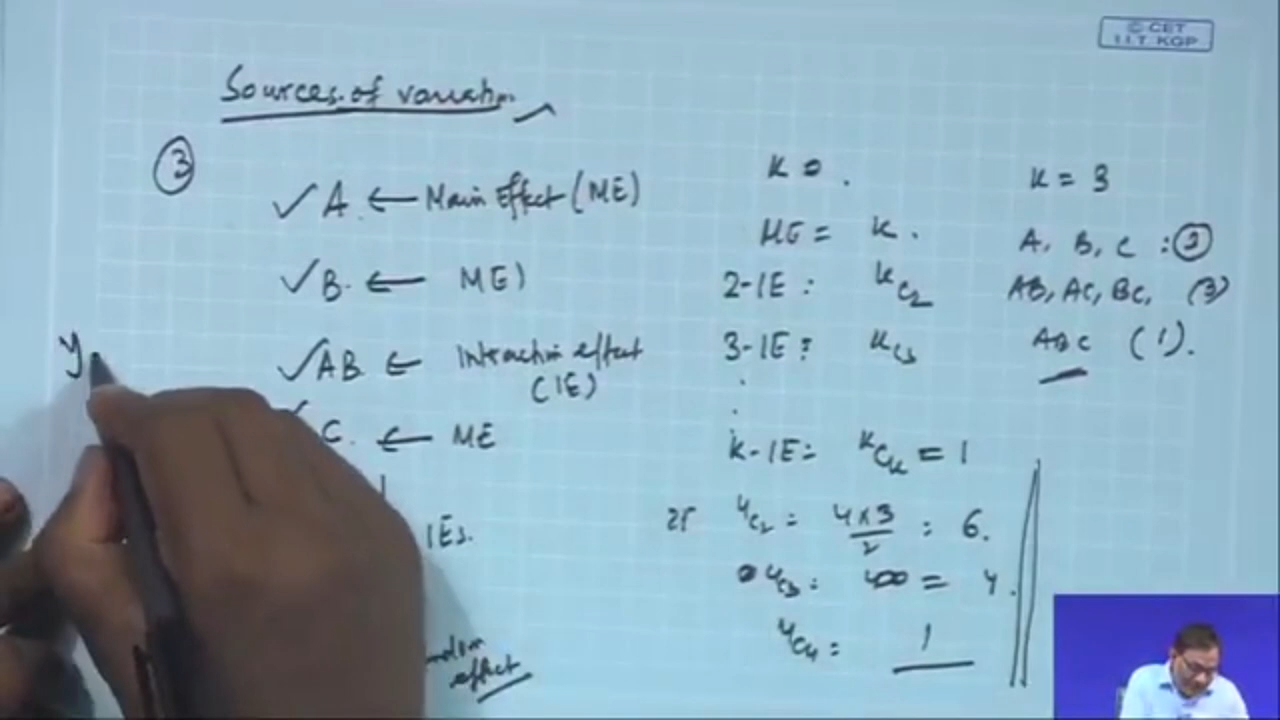 © CET
I.I.T. KGP
Sources of variation
3
A. ← Main Effect (ME)
B. ← ME)
AB ← Interaction effect
(IE)
C. ← ME
IEs.
effect
K
ME = K.
2-IE : KC2
3-IE : KC3
K-IE = KCK = 1
4C2 = 4x3/2 : 6.
4C3 = = 4.
4C4 = 1
K = 3
A, B, C : 3
AB, AC, BC, (3)
ABC (1).
y